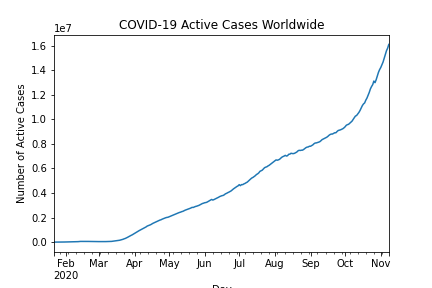 COVID-19 Active Cases Worldwide
1e7
Number of Active Cases
1.6
1.4
1.2
1.0
0.8
0.6
0.4
0.2
0.0
Feb Mar Apr May Jun Jul Aug Sep Oct Nov
2020